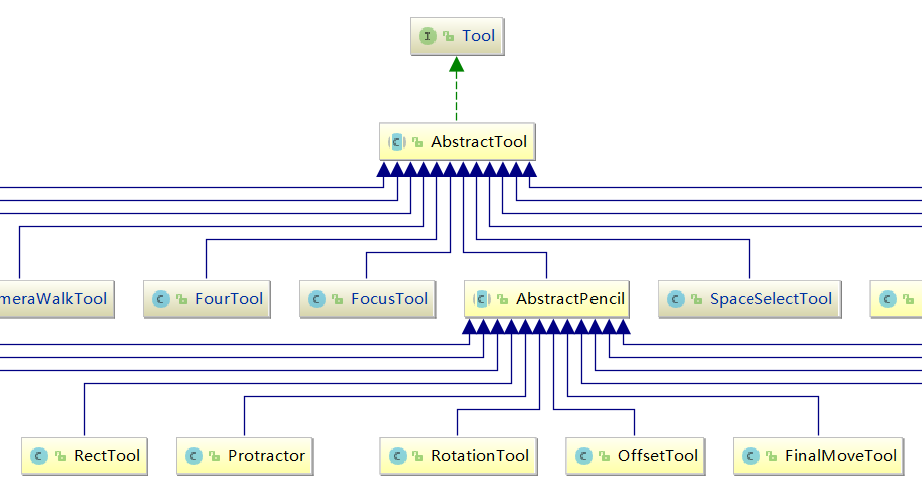 Tool
AbstractTool
meraWalkTool
FourTool
FocusTool
AbstractPencil
SpaceSelectTool
RectTool
Protractor
RotationTool
OffsetTool
FinalMoveTool